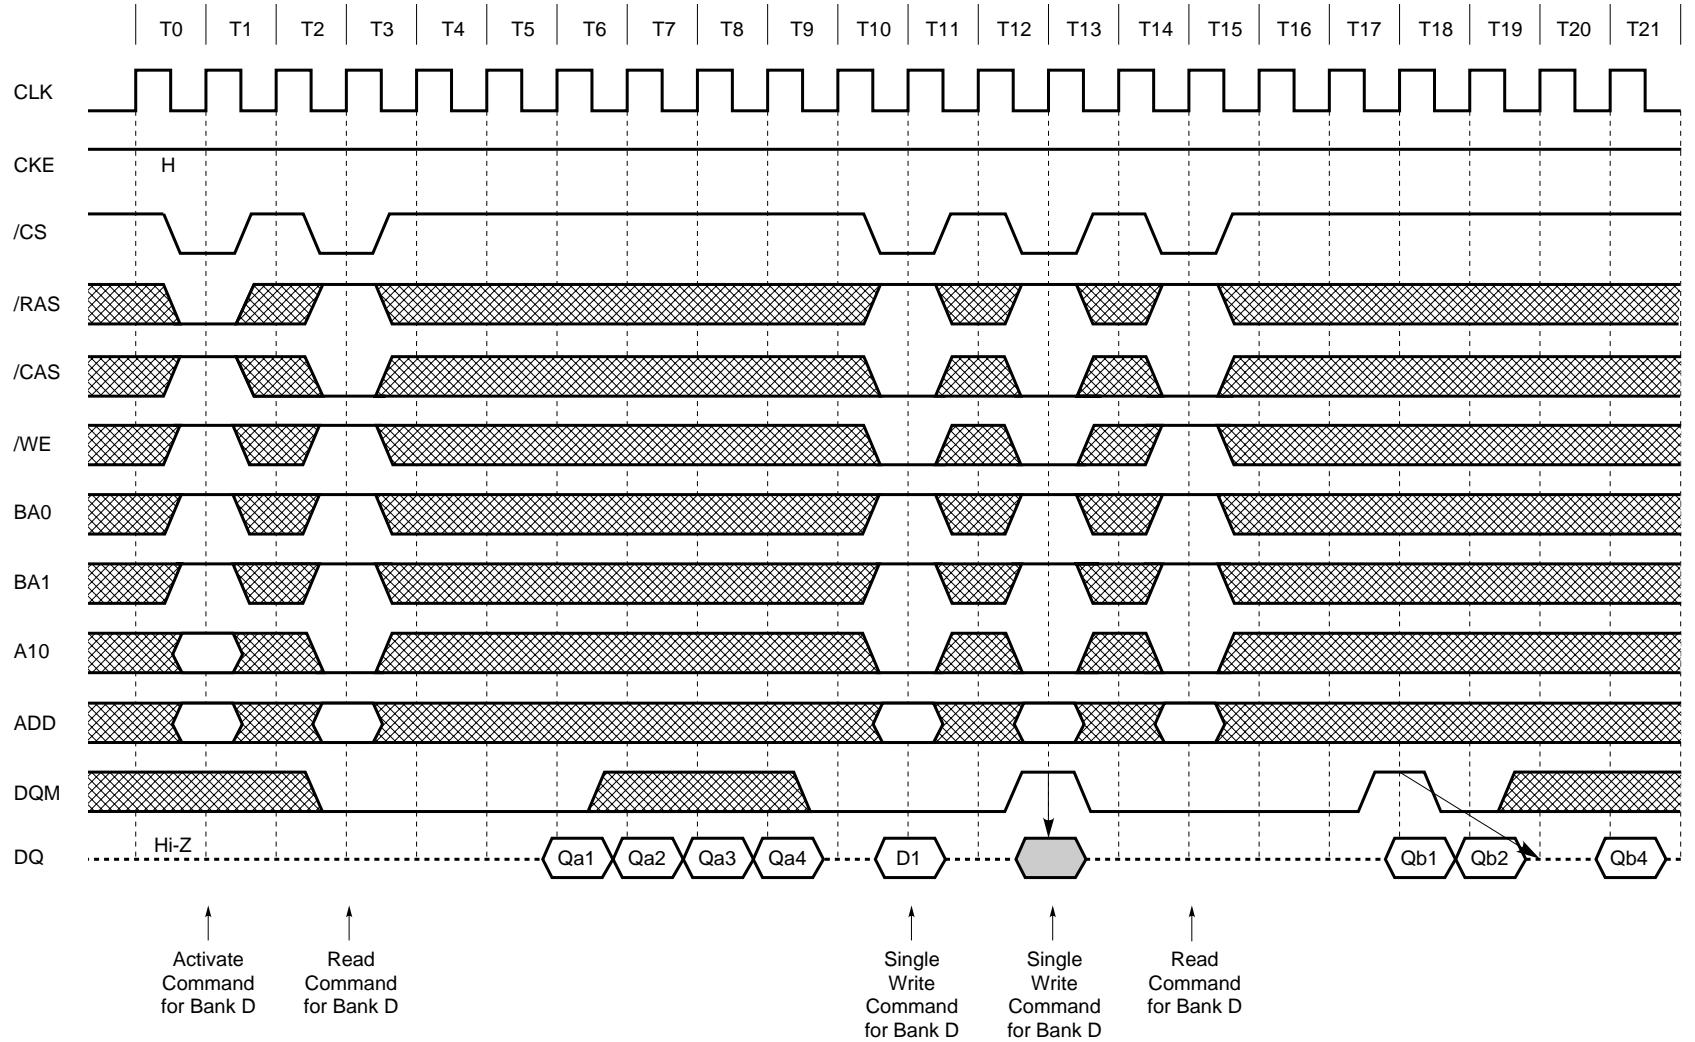 T0 T1 T2 T3 T4 T5 T6 T7 T8 T9 T10 T11 T12 T13 T14 T15 T16 T17 T18 T19 T20 T21
CLK
CKE H
/CS
/RAS
/CAS
/WE
BA0
BA1
A10
ADD
DQM
DQ Hi-Z Qa1 Qa2 Qa3 Qa4 D1 Qb1 Qb2 Qb4
Activate
Command
for Bank D
Read
Command
for Bank D
Single
Write
Command
for Bank D
Single
Write
Command
for Bank D
Read
Command
for Bank D